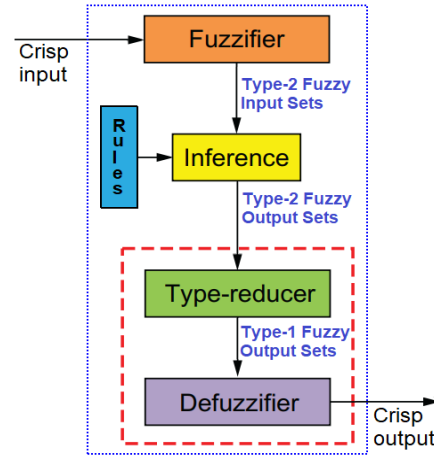 Fuzzifier
Crisp
input
Type-2 Fuzzy
Input Sets
Rules
Inference
Type-2 Fuzzy
Output Sets
Type-reducer
Type-1 Fuzzy
Output Sets
Defuzzifier
Crisp
output